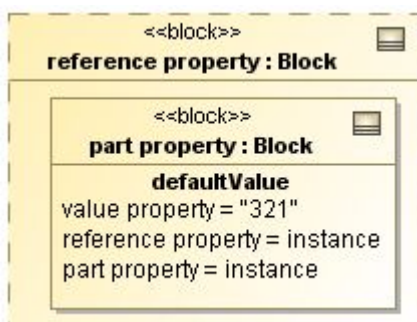 <<block>>
reference property : Block
<<block>>
part property : Block
defaultValue
value property = "321"
reference property = instance
part property = instance